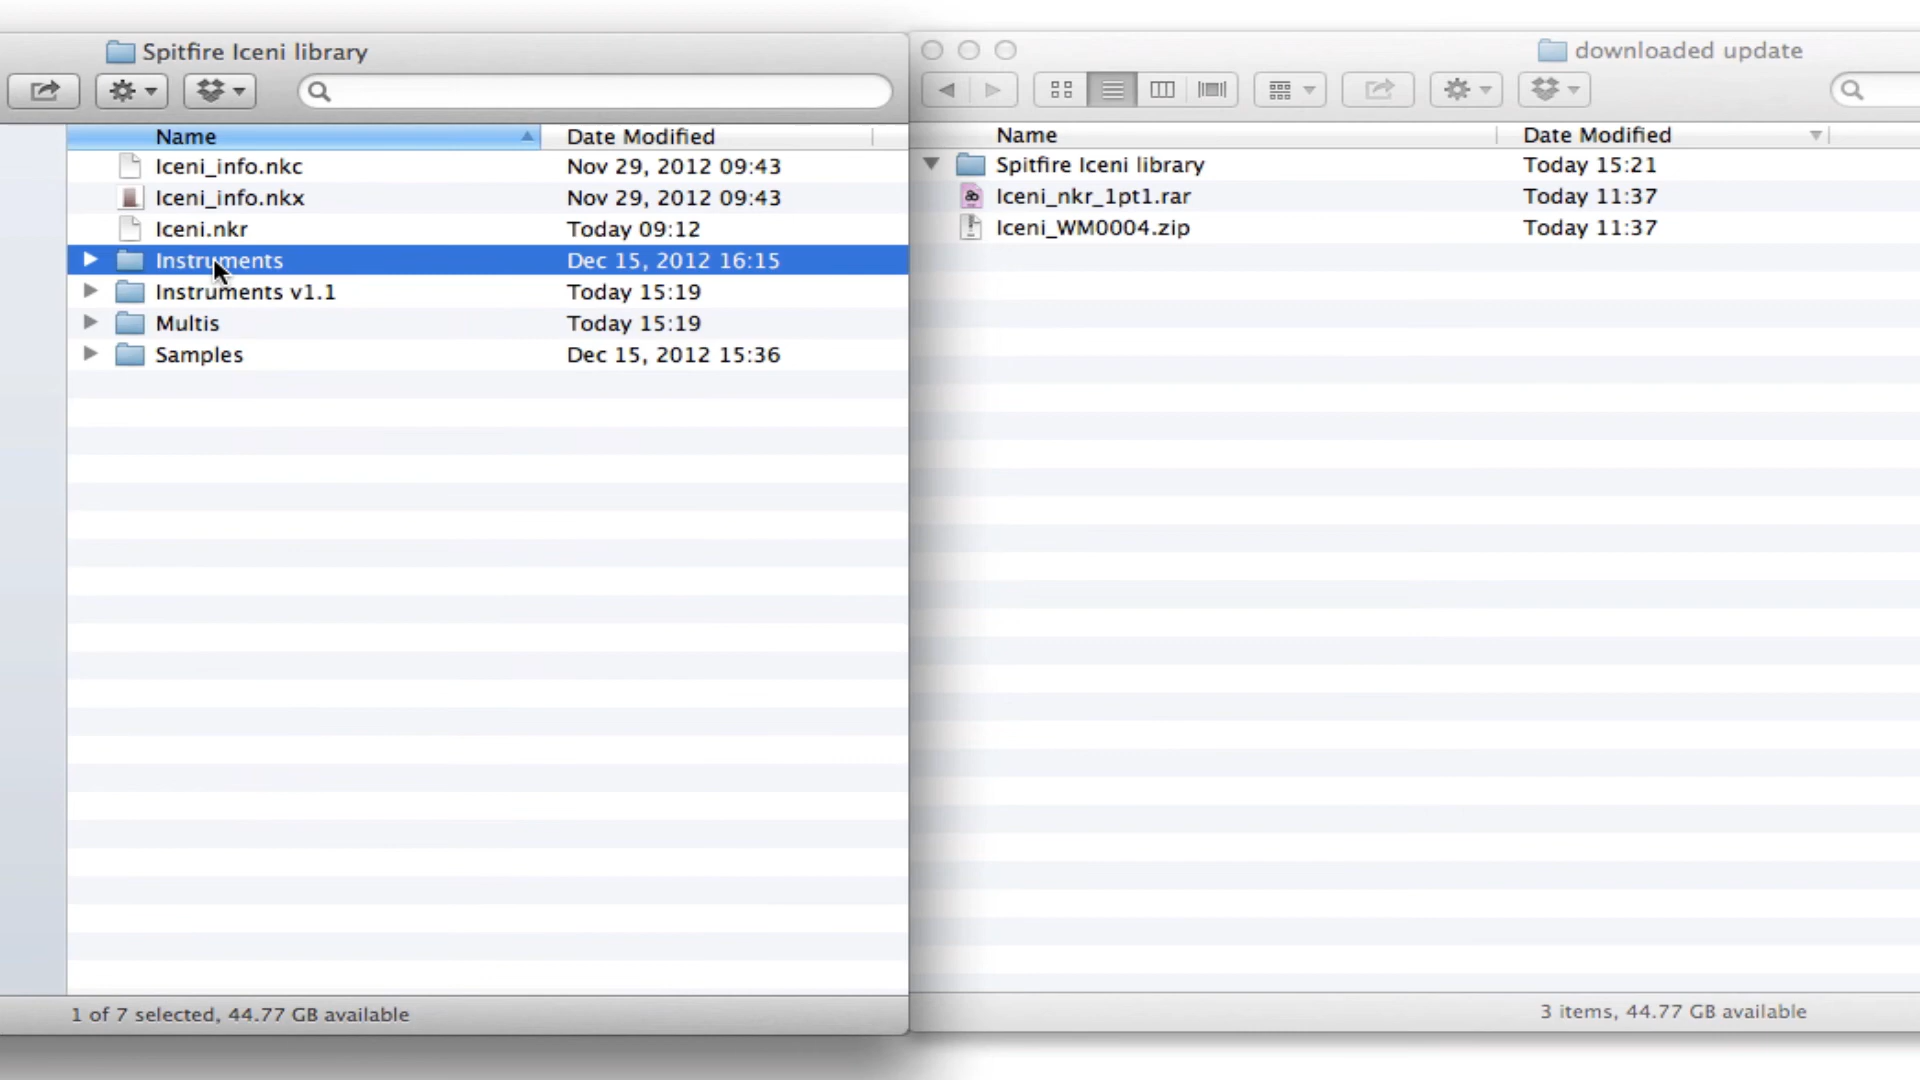 Spitfire Iceni library
Name Date Modified
Iceni_info.nkc Nov 29, 2012 09:43
Iceni_info.nkx Nov 29, 2012 09:43
Iceni.nkr Today 09:12
Instruments Dec 15, 2012 16:15
Instruments v1.1 Today 15:19
Multis Today 15:19
Samples Dec 15, 2012 15:36
1 of 7 selected, 44.77 GB available
downloaded update
Name Date Modified
Spitfire Iceni library Today 15:21
Iceni_nkr_1pt1.rar Today 11:37
Iceni_WM0004.zip Today 11:37
3 items, 44.77 GB available